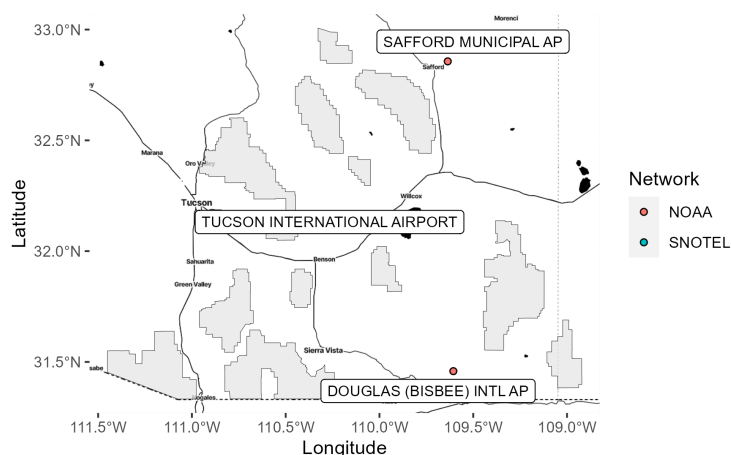 Morenci
33.0°N
SAFFORD MUNICIPAL AP
Safford
32.5°N
Marana
Oro Valley
Willcox
Tucson
TUCSON INTERNATIONAL AIRPORT
32.0°N
Sahuarita
Benson
Green Valley
Sierra Vista
31.5°N
sabe
DOUGLAS (BISBEE) INTL AP
Nogales
111.5°W
111.0°W
110.5°W
110.0°W
109.5°W
109.0°W
Longitude
Latitude
Network
NOAA
SNOTEL